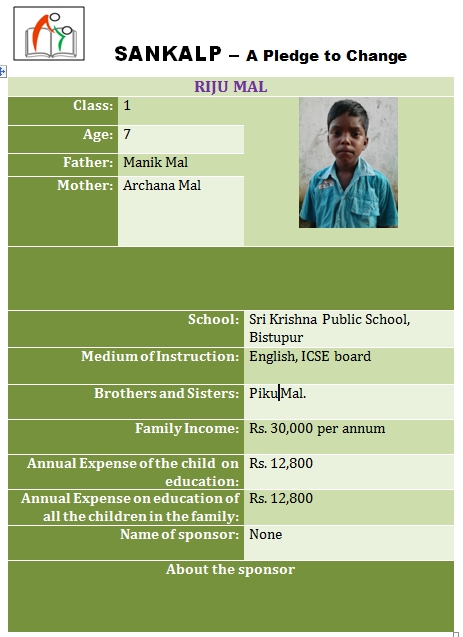 SANKALP – A Pledge to Change
RIJU MAL
Class: 1
Age: 7
Father: Manik Mal
Mother: Archana Mal
School: Sri Krishna Public School,
Bistupur
Medium of Instruction: English, ICSE board
Brothers and Sisters: Piku Mal.
Family Income: Rs. 30,000 per annum
Annual Expense of the child on Rs. 12,800
education:
Annual Expense on education of Rs. 12,800
all the children in the family:
Name of sponsor: None
About the sponsor